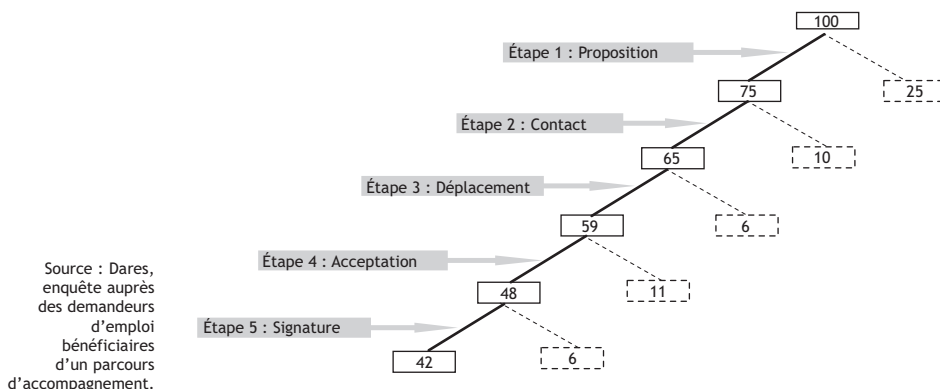 100
Étape 1 : Proposition
75
25
Étape 2 : Contact
65
10
Étape 3 : Déplacement
59
6
Étape 4 : Acceptation
48
11
Étape 5 : Signature
42
6
Source : Dares,
enquête auprès
des demandeurs
d’emploi
bénéficiaires
d’un parcours
d’accompagnement.